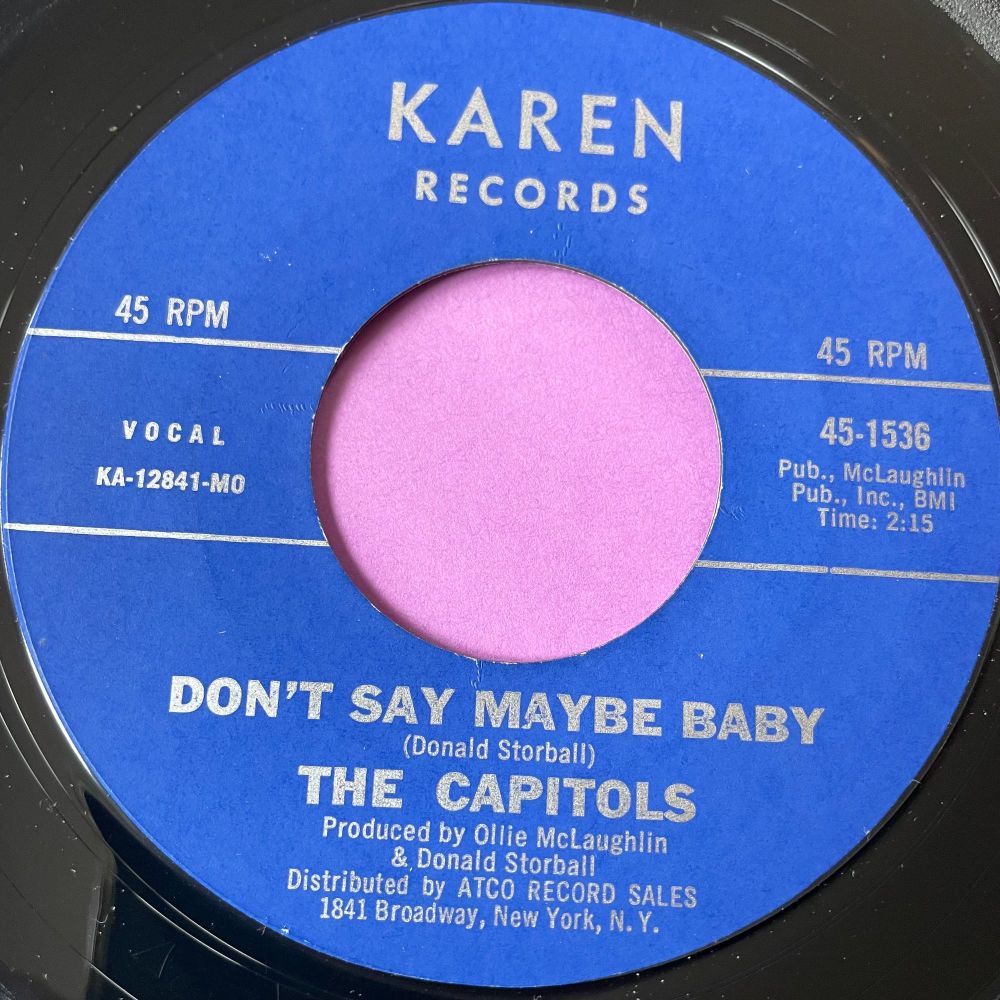 KAREN
RECORDS
45 RPM
VOCAL
KA-12841-MO
45 RPM
45-1536
Pub., McLaughlin
Pub., Inc., BMI
Time: 2:15
DON'T SAY MAYBE BABY
(Donald Storball)
THE CAPITOLS
Produced by Ollie McLaughlin
& Donald Storball
Distributed by ATCO RECORD SALES
1841 Broadway, New York, N. Y.